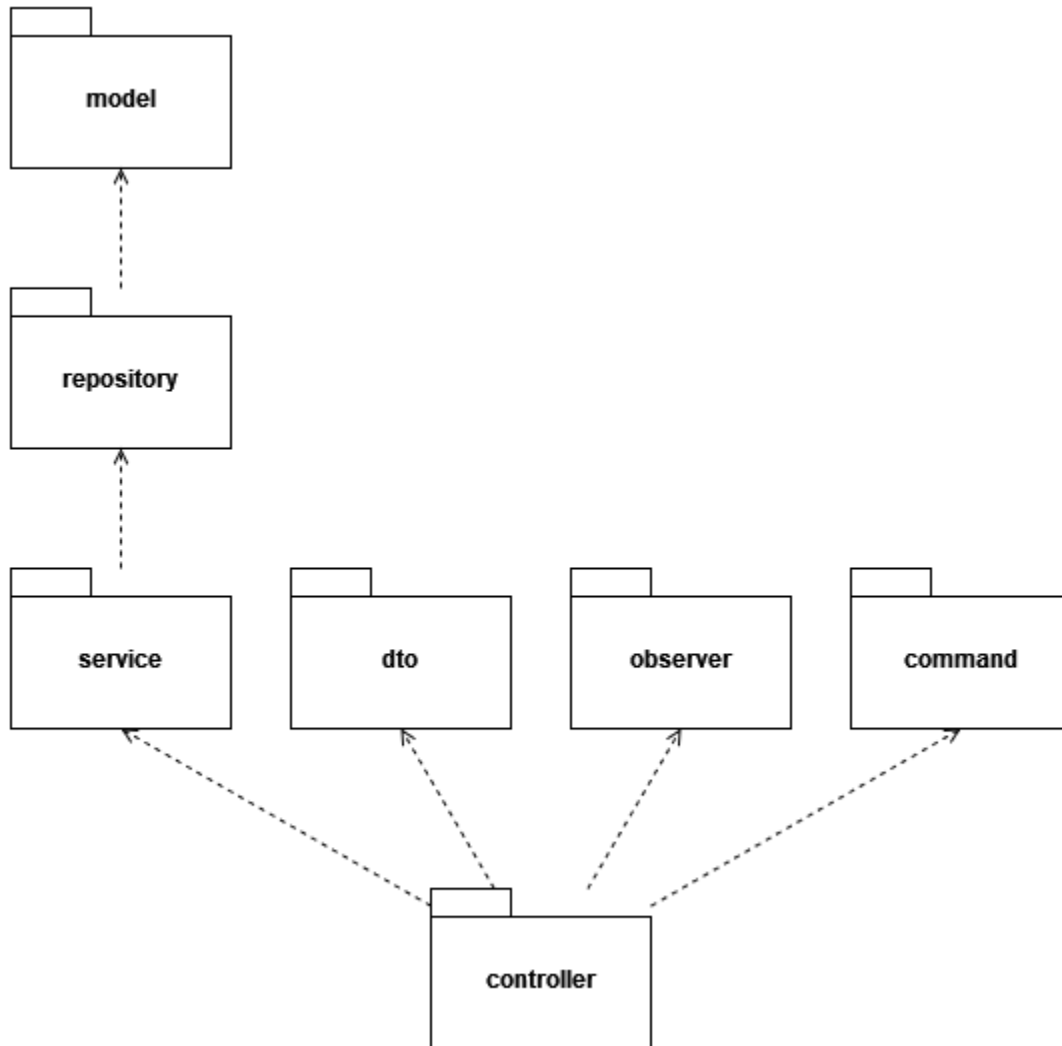 model
repository
service
dto
observer
command
controller